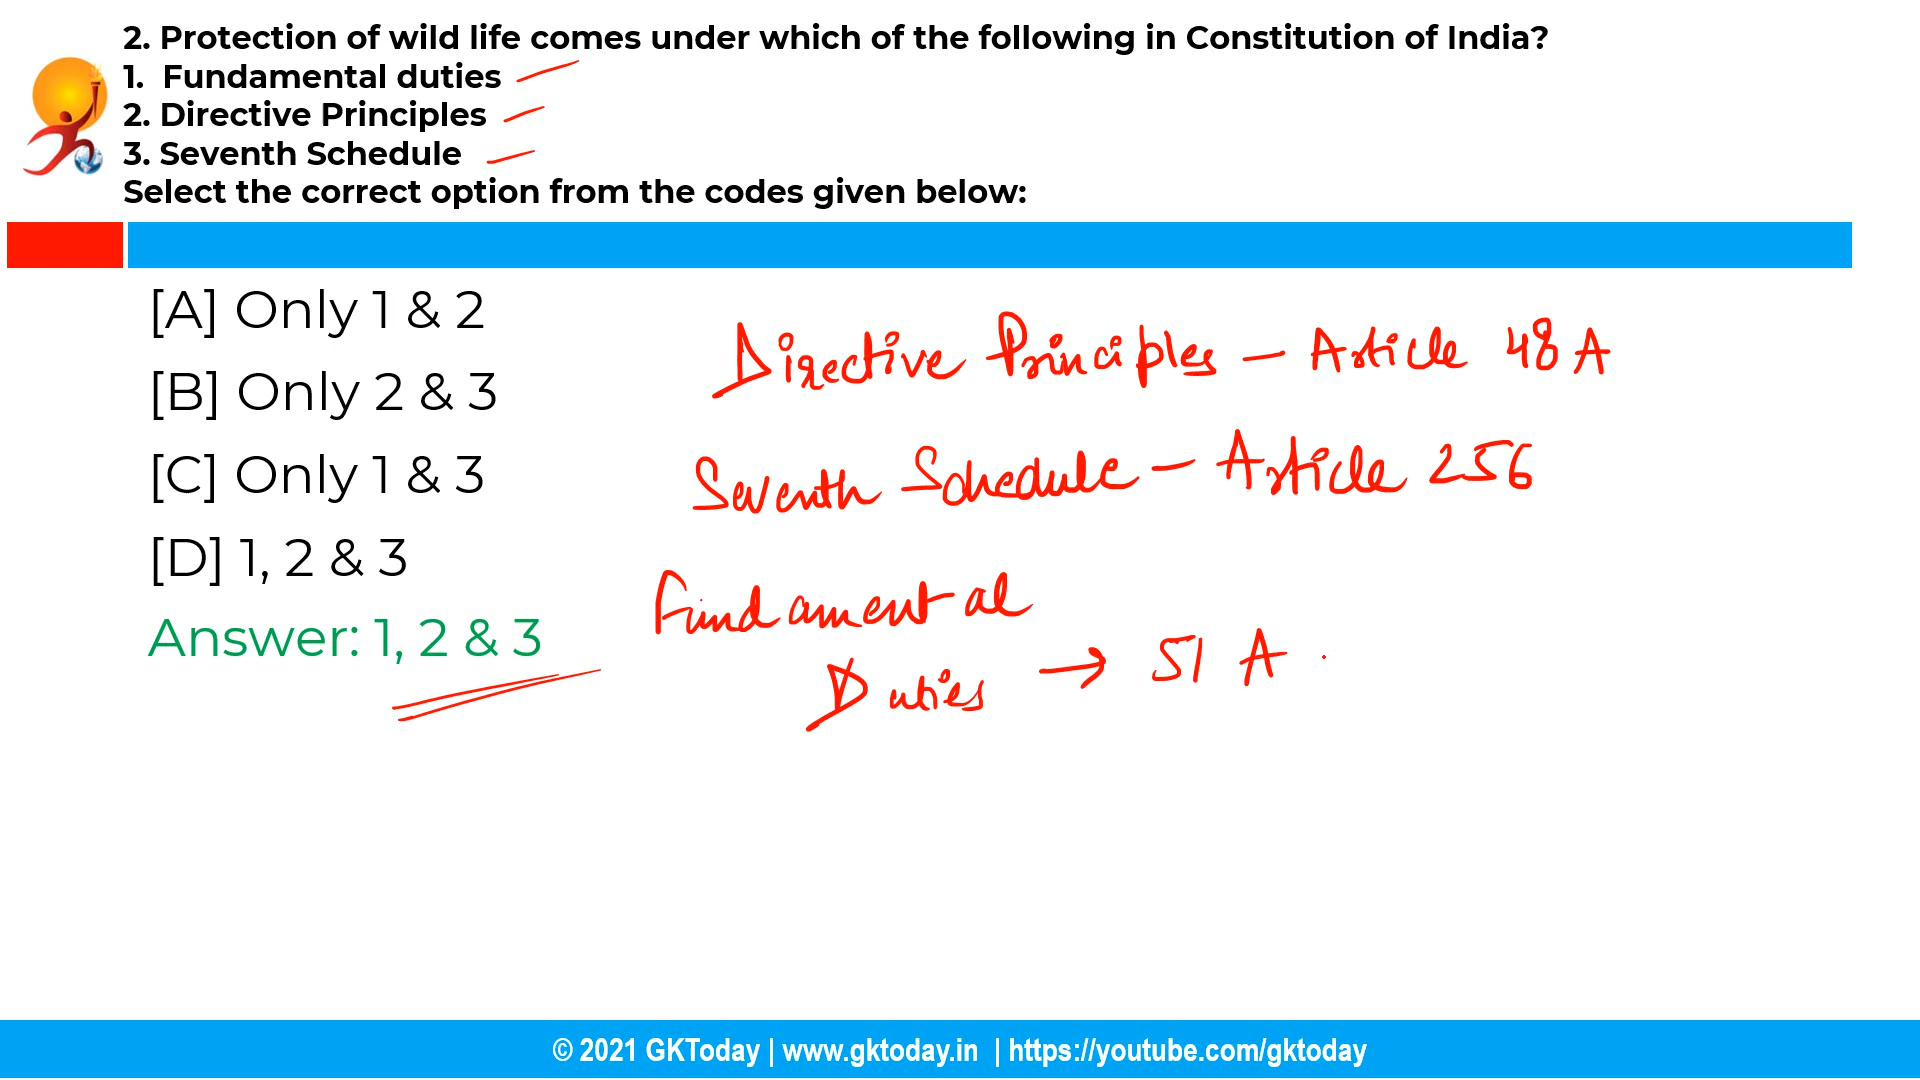 2. Protection of wild life comes under which of the following in Constitution of India?
1. Fundamental duties
2. Directive Principles
3. Seventh Schedule
Select the correct option from the codes given below:
[A] Only 1 & 2
[B] Only 2 & 3
[C] Only 1 & 3
[D] 1, 2 & 3
Answer: 1, 2 & 3
Directive Principles - Article 48 A
Seventh Schedule - Article 256
Fundamental
Duties → 51 A .
© 2021 GKToday | www.gktoday.in | https://youtube.com/gktoday